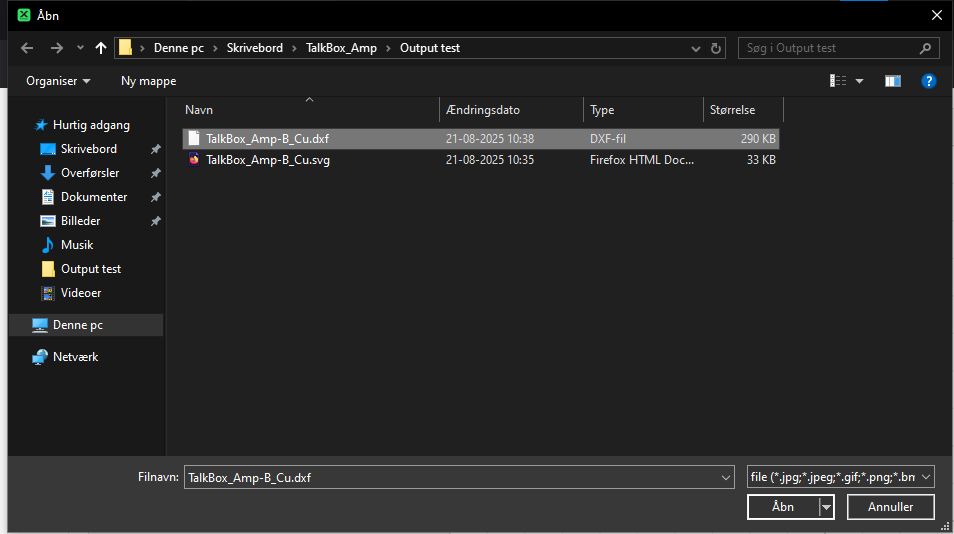 Åbn
Denne pc Skrivebord TalkBox_Amp Output test
Søg i Output test
Organiser Ny mappe
Navn Ændringsdato Type Størrelse
Hurtig adgang
Skrivebord
Overførsler
Dokumenter
Billeder
Musik
Output test
Videoer
Denne pc
Netværk
TalkBox_Amp-B_Cu.dxf 21-08-2025 10:38 DXF-fil 290 KB
TalkBox_Amp-B_Cu.svg 21-08-2025 10:35 Firefox HTML Doc... 33 KB
Filnavn: TalkBox_Amp-B_Cu.dxf
file (*.jpg;*.jpeg;*.gif;*.png;*.bm
Åbn Annuller